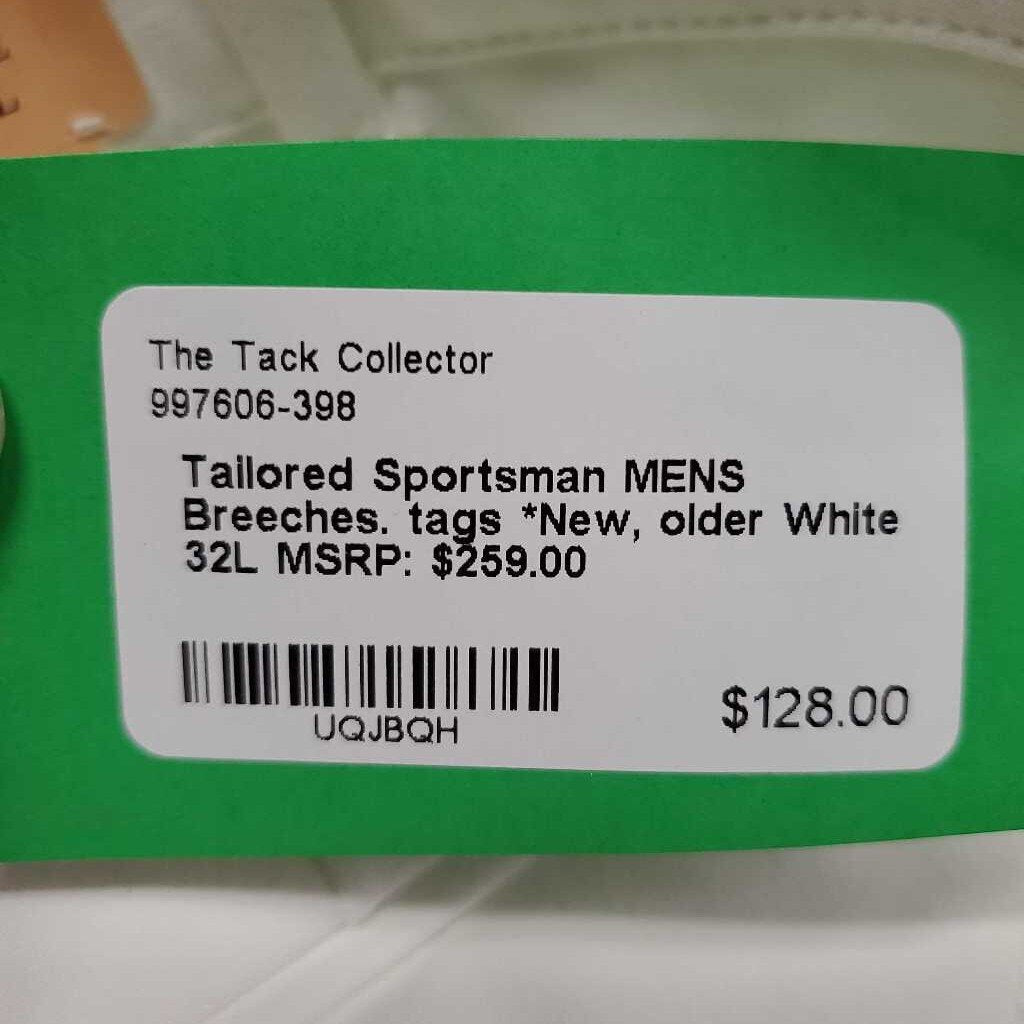 The Tack Collector
997606-398
Tailored Sportsman MENS
Breeches. tags *New, older White
32L MSRP: $259.00
UQJBQH
$128.00